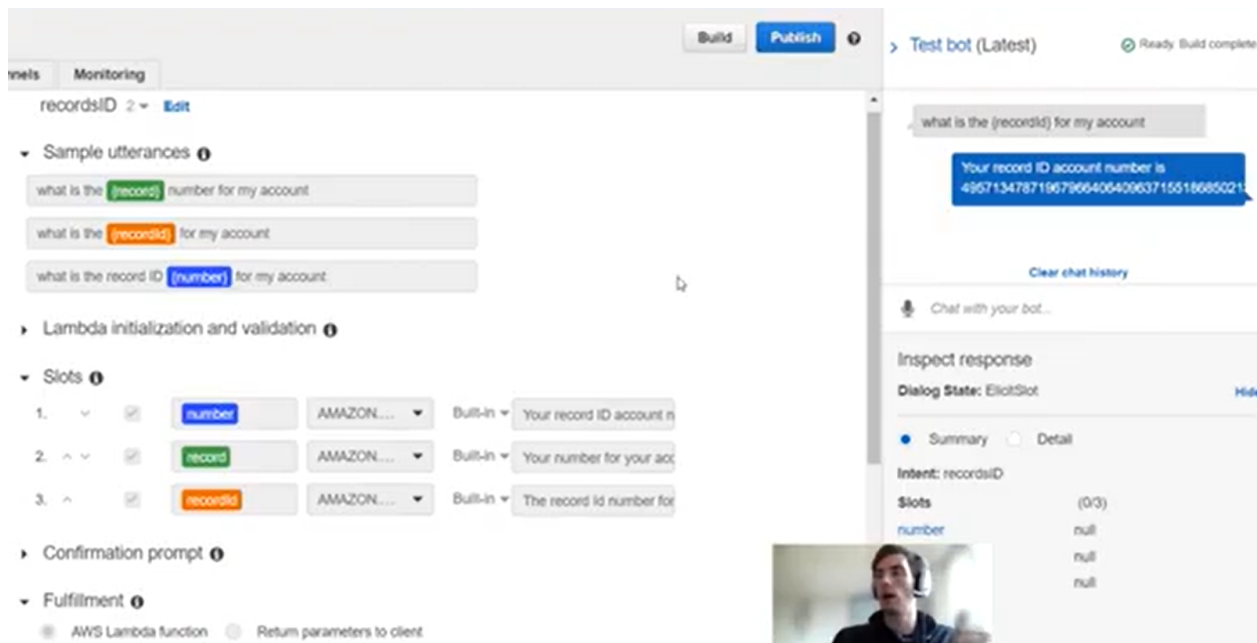 Build Publish
Test bot (Latest) Ready. Build complete
nnels Monitoring
recordsID 2 Edit
Sample utterances
what is the {record} number for my account
what is the {recordId} for my account
what is the record ID {number} for my account
Lambda initialization and validation
Slots
1. number AMAZON.... Built-in Your record ID account n
2. record AMAZON.... Built-in Your number for your acc
3. recordId AMAZON.... Built-in The record Id number for
Confirmation prompt
Fulfillment
AWS Lambda function Return parameters to client
what is the {recordId} for my account
Your record ID account number is
Clear chat history
Chat with your bot...
Inspect response
Dialog State: ElicitSlot Hide
Summary Detail
Intent: recordsID
Slots (0/3)
number null
null
null